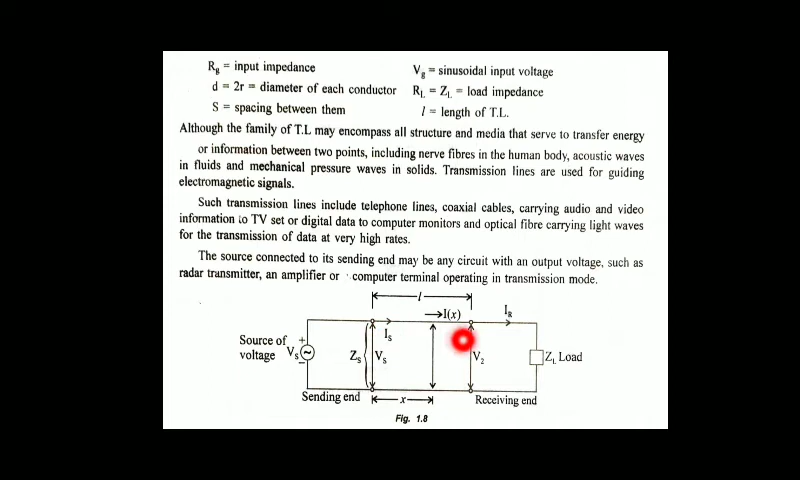 R_g = input impedance
V_g = sinusoidal input voltage
d = 2r = diameter of each conductor
R_L = Z_L = load impedance
S = spacing between them
l = length of T.L.
Although the family of T.L may encompass all structure and media that serve to transfer energy
or information between two points, including nerve fibres in the human body, acoustic waves
in fluids and mechanical pressure waves in solids. Transmission lines are used for guiding
electromagnetic signals.
Such transmission lines include telephone lines, coaxial cables, carrying audio and video
information to TV set or digital data to computer monitors and optical fibre carrying light waves
for the transmission of data at very high rates.
The source connected to its sending end may be any circuit with an output voltage, such as
radar transmitter, an amplifier or computer terminal operating in transmission mode.
l
→I(x)
I_R
Source of
voltage
V_s
+
~
−
I_s
Z_s
V_s
V_2
Z_L Load
Sending end
x
Receiving end
Fig. 1.8